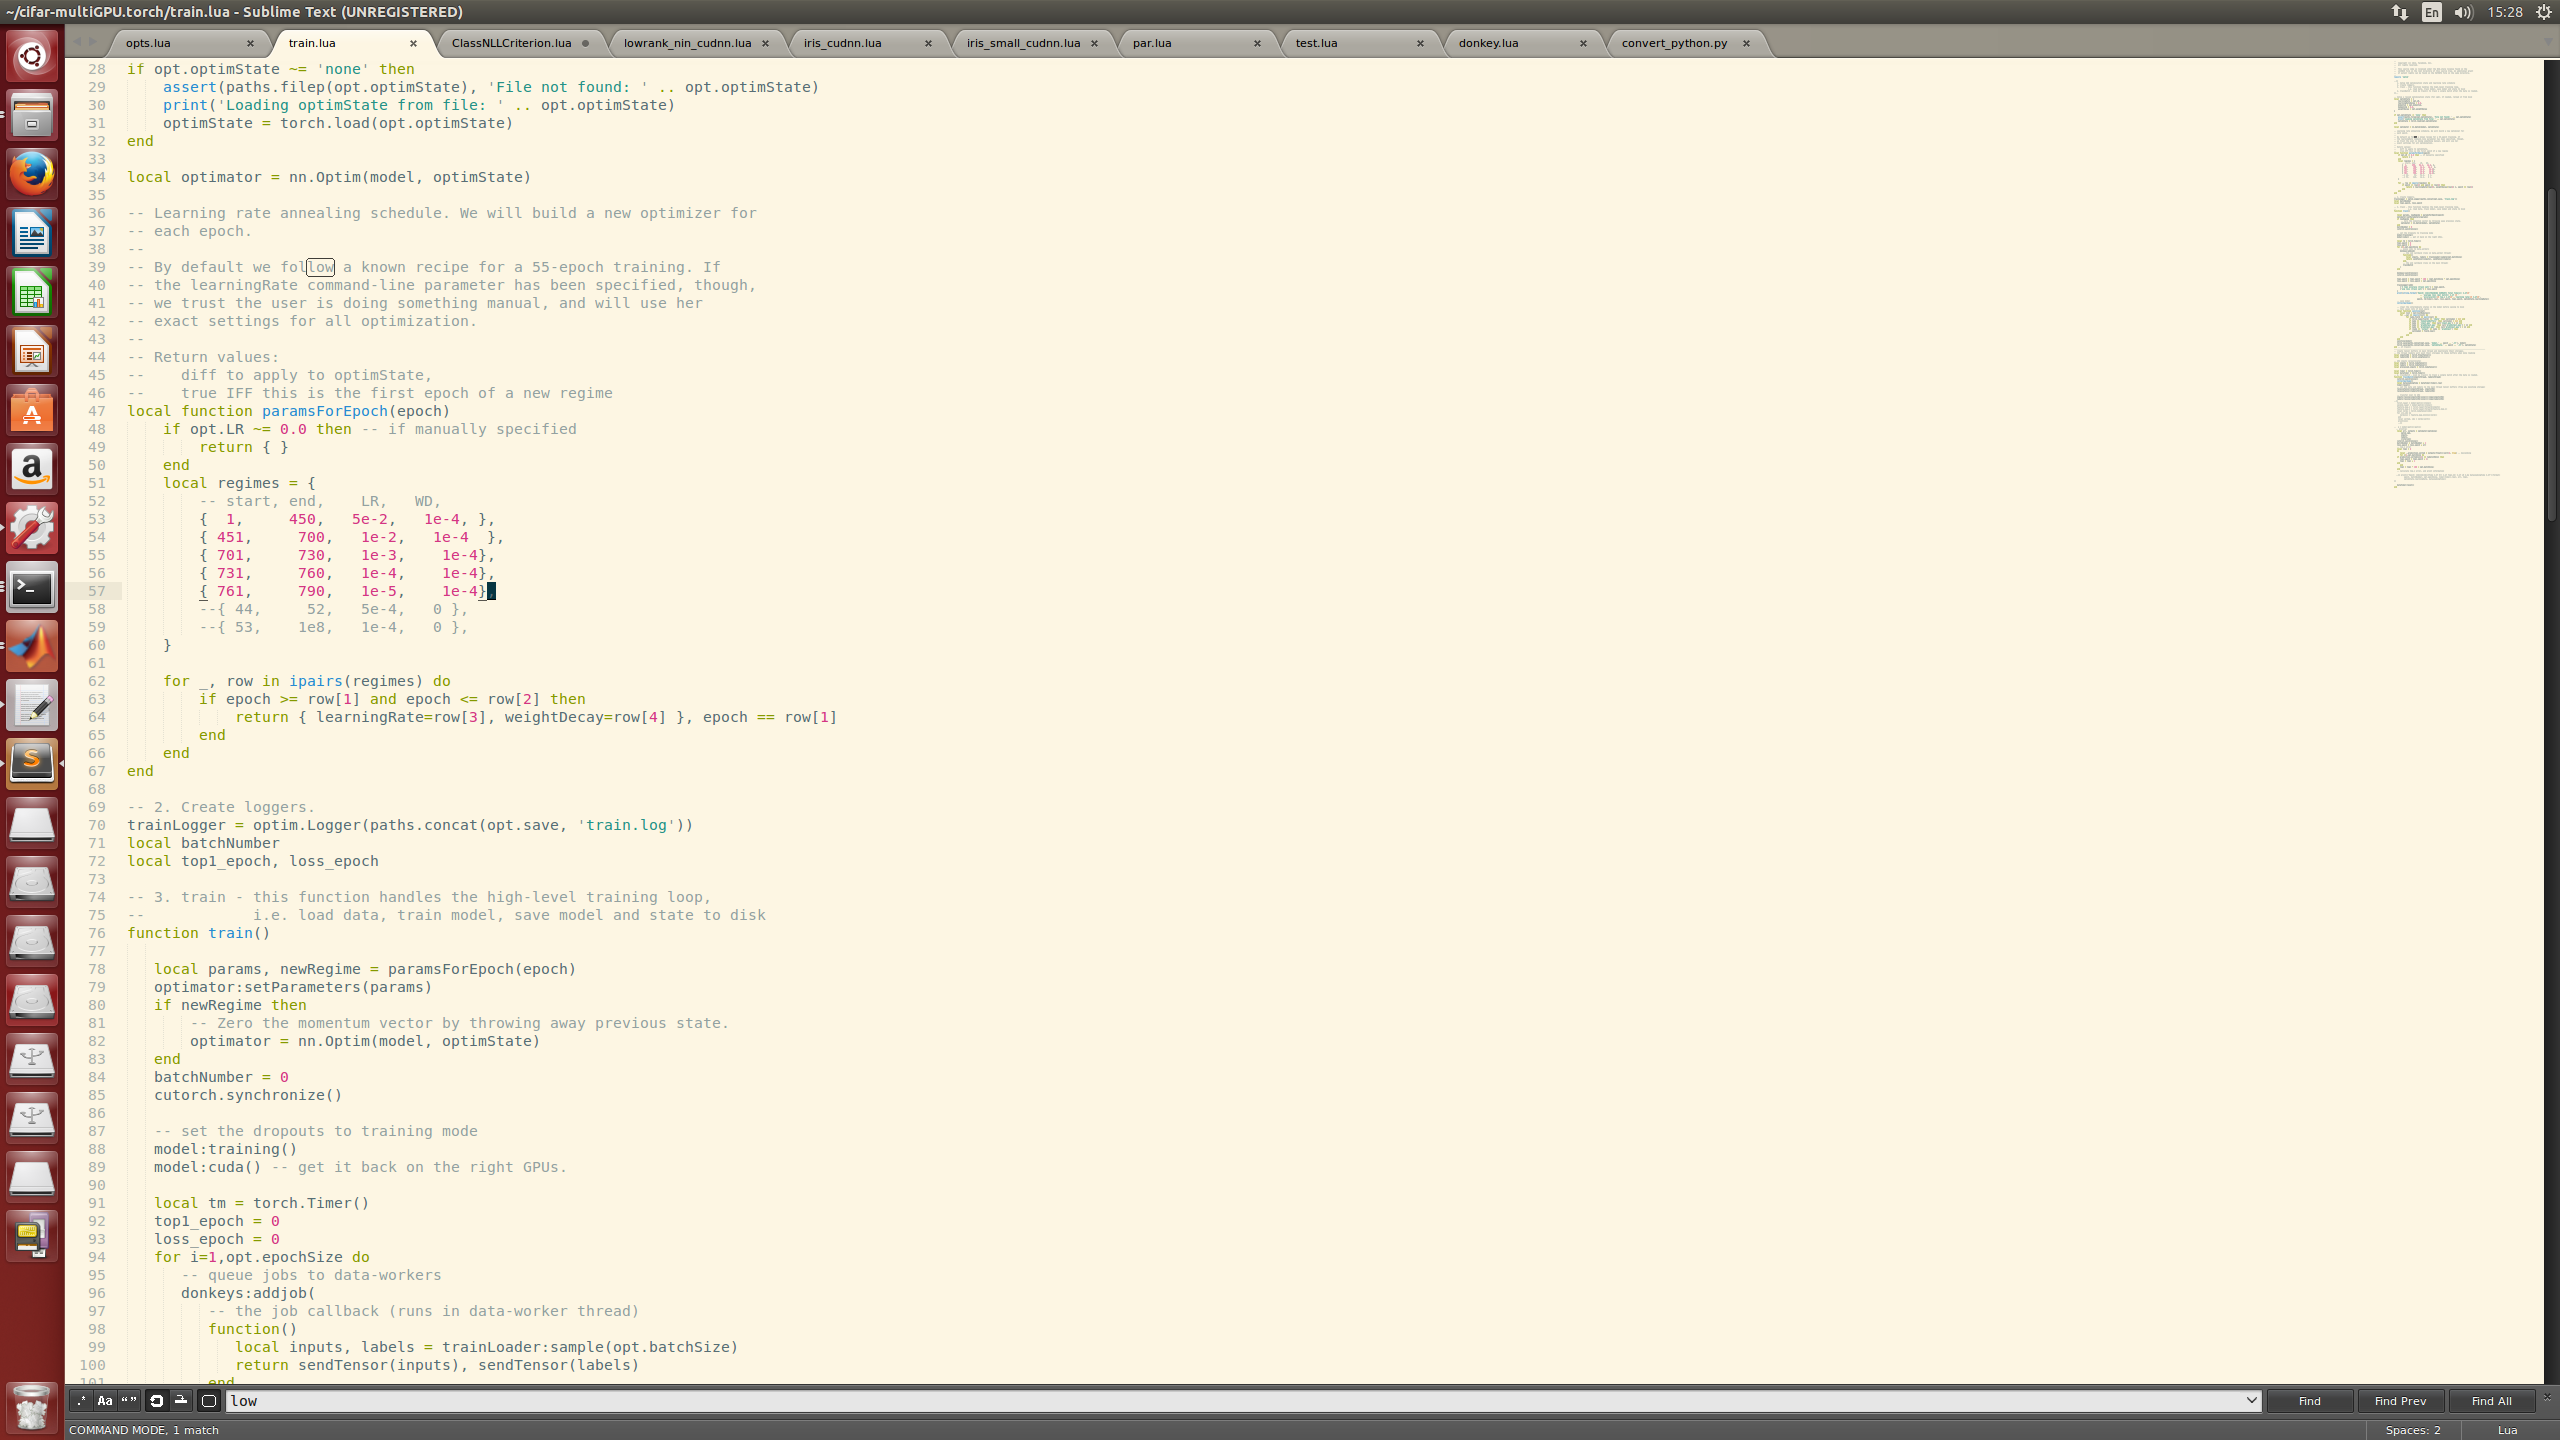 ~/cifar-multiGPU.torch/train.lua - Sublime Text (UNREGISTERED)
En
15:28
opts.lua
train.lua
ClassNLLCriterion.lua
lowrank_nin_cudnn.lua
iris_cudnn.lua
iris_small_cudnn.lua
par.lua
test.lua
donkey.lua
convert_python.py
28 if opt.optimState ~= 'none' then
29     assert(paths.filep(opt.optimState), 'File not found: ' .. opt.optimState)
30     print('Loading optimState from file: ' .. opt.optimState)
31     optimState = torch.load(opt.optimState)
32 end
33
34 local optimator = nn.Optim(model, optimState)
35
36 -- Learning rate annealing schedule. We will build a new optimizer for
37 -- each epoch.
38 --
39 -- By default we follow a known recipe for a 55-epoch training. If
40 -- the learningRate command-line parameter has been specified, though,
41 -- we trust the user is doing something manual, and will use her
42 -- exact settings for all optimization.
43 --
44 -- Return values:
45 --    diff to apply to optimState,
46 --    true IFF this is the first epoch of a new regime
47 local function paramsForEpoch(epoch)
48     if opt.LR ~= 0.0 then -- if manually specified
49         return { }
50     end
51     local regimes = {
52         -- start, end,    LR,   WD,
53         {  1,     450,   5e-2,   1e-4, },
54         { 451,     700,   1e-2,   1e-4  },
55         { 701,     730,   1e-3,    1e-4},
56         { 731,     760,   1e-4,    1e-4},
57         { 761,     790,   1e-5,    1e-4},
58         --{ 44,     52,   5e-4,   0 },
59         --{ 53,    1e8,   1e-4,   0 },
60     }
61
62     for _, row in ipairs(regimes) do
63         if epoch >= row[1] and epoch <= row[2] then
64             return { learningRate=row[3], weightDecay=row[4] }, epoch == row[1]
65         end
66     end
67 end
68
69 -- 2. Create loggers.
70 trainLogger = optim.Logger(paths.concat(opt.save, 'train.log'))
71 local batchNumber
72 local top1_epoch, loss_epoch
73
74 -- 3. train - this function handles the high-level training loop,
75 --            i.e. load data, train model, save model and state to disk
76 function train()
77
78    local params, newRegime = paramsForEpoch(epoch)
79    optimator:setParameters(params)
80    if newRegime then
81        -- Zero the momentum vector by throwing away previous state.
82        optimator = nn.Optim(model, optimState)
83    end
84    batchNumber = 0
85    cutorch.synchronize()
86
87    -- set the dropouts to training mode
88    model:training()
89    model:cuda() -- get it back on the right GPUs.
90
91    local tm = torch.Timer()
92    top1_epoch = 0
93    loss_epoch = 0
94    for i=1,opt.epochSize do
95       -- queue jobs to data-workers
96       donkeys:addjob(
97          -- the job callback (runs in data-worker thread)
98          function()
99             local inputs, labels = trainLoader:sample(opt.batchSize)
100             return sendTensor(inputs), sendTensor(labels)
101          end
.* Aa “ ” low Find Find Prev Find All
COMMAND MODE, 1 match Spaces: 2 Lua